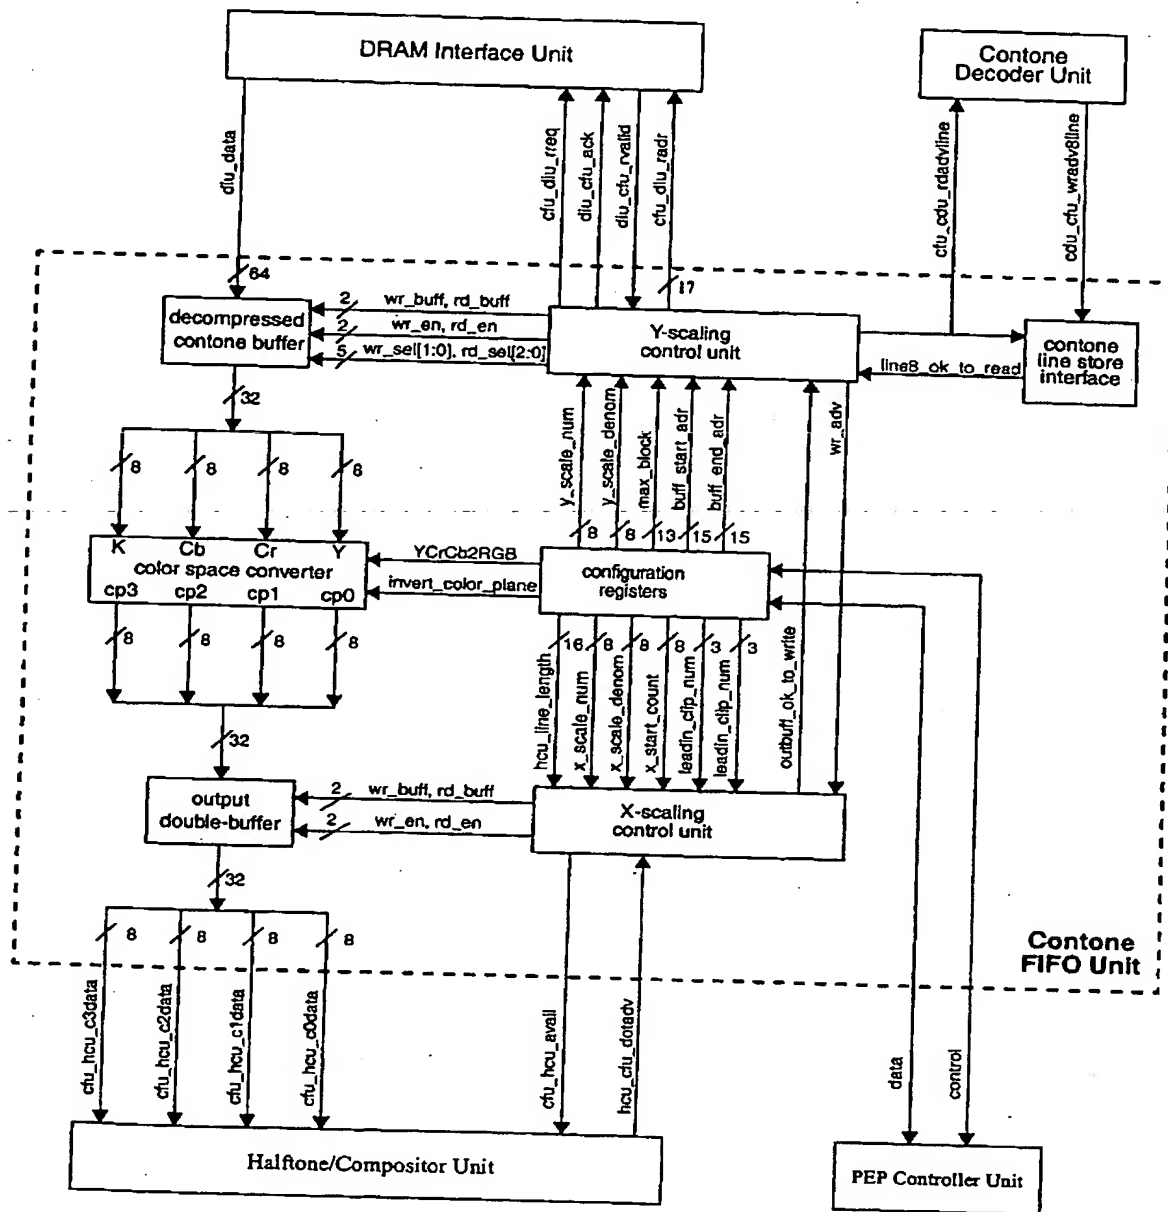 DRAM Interface Unit
Contone
Decoder Unit
diu_data
cfu_diu_rreq
diu_cfu_ack
diu_cfu_rvalid
cfu_diu_radr
cfu_cdu_rdadvline
cdu_cfu_wradv8line
64
17
decompressed
contone buffer
2
wr_buff, rd_buff
2
wr_en, rd_en
5
wr_sel[1:0], rd_sel[2:0]
Y-scaling
control unit
line8_ok_to_read
contone
line store
interface
32
8
8
8
8
y_scale_num
y_scale_denom
max_block
buff_start_adr
buff_end_adr
wr_adv
8
8
13
15
15
K
Cb
Cr
Y
color space converter
cp3
cp2
cp1
cp0
YCrCb2RGB
invert_color_plane
configuration
registers
8
8
8
8
16
8
8
8
3
3
hcu_line_length
x_scale_num
x_scale_denom
x_start_count
leadin_clip_num
leadin_clip_num
outbuff_ok_to_write
32
output
double-buffer
2
wr_buff, rd_buff
2
wr_en, rd_en
X-scaling
control unit
32
8
8
8
8
Contone
FIFO Unit
cfu_hcu_c3data
cfu_hcu_c2data
cfu_hcu_c1data
cfu_hcu_c0data
cfu_hcu_avail
hcu_cfu_dotadv
data
control
Halftone/Compositor Unit
PEP Controller Unit